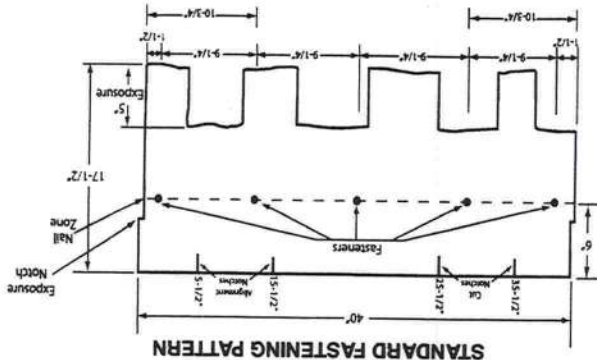 STANDARD FASTENING PATTERN
40"
35-1/2"
25-1/2"
15-1/2"
5-1/2"
Cut
Notches
Alignment
Notches
Exposure
Notch
6"
Fasteners
Nail
Zone
17-1/2"
5"
Exposure
1-1/2"
9-1/4"
9-1/4"
9-1/4"
9-1/4"
1-1/2"
10-3/4"
10-3/4"